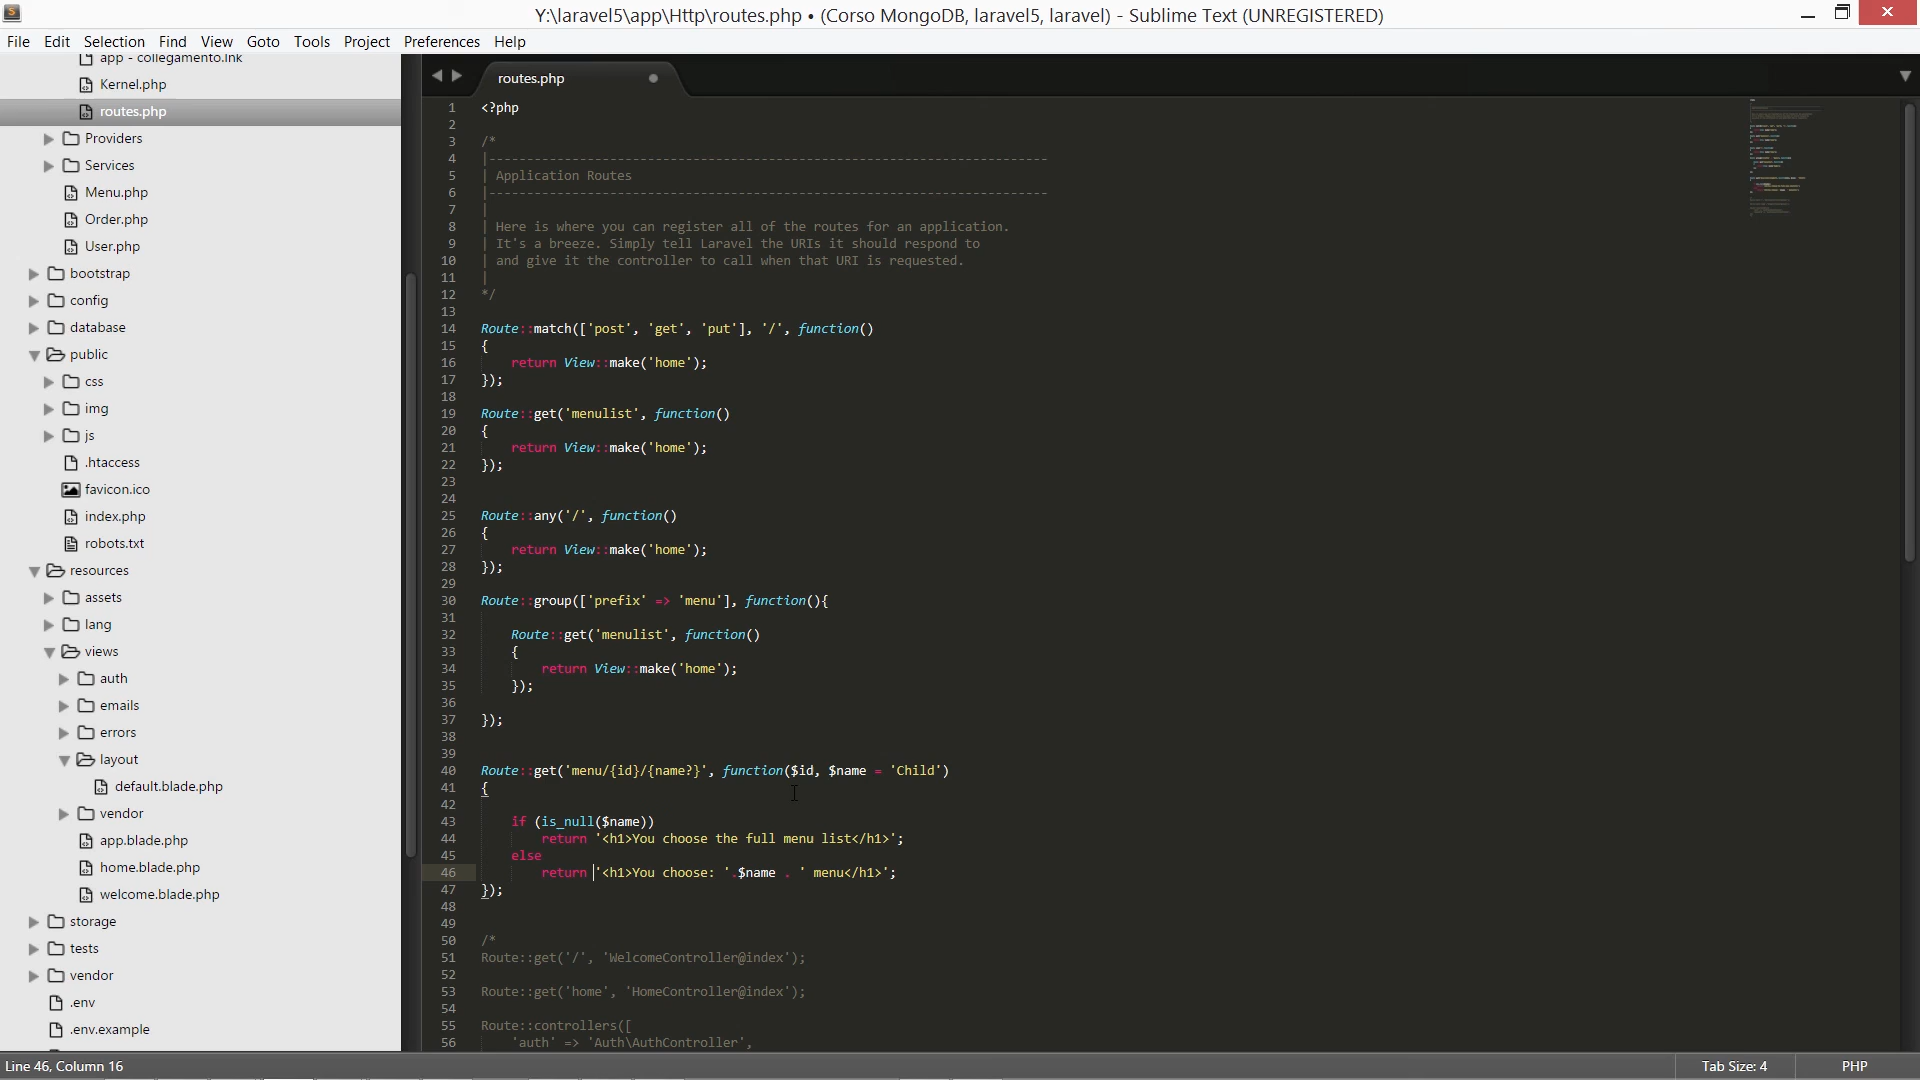 Y:\laravel5\app\Http\routes.php • (Corso MongoDB, laravel5, laravel) - Sublime Text (UNREGISTERED)
File Edit Selection Find View Goto Tools Project Preferences Help
app - collegamento.lnk
Kernel.php
routes.php
Providers
Services
Menu.php
Order.php
User.php
bootstrap
config
database
public
css
img
js
.htaccess
favicon.ico
index.php
robots.txt
resources
assets
lang
views
auth
emails
errors
layout
default.blade.php
vendor
app.blade.php
home.blade.php
welcome.blade.php
storage
tests
vendor
.env
.env.example
routes.php
1 <?php
2
3 /*
4 |--------------------------------------------------------------------------
5 | Application Routes
6 |--------------------------------------------------------------------------
7 |
8 | Here is where you can register all of the routes for an application.
9 | It's a breeze. Simply tell Laravel the URIs it should respond to
10 | and give it the controller to call when that URI is requested.
11 |
12 */
13
14 Route::match(['post', 'get', 'put'], '/', function()
15 {
16 return View::make('home');
17 });
18
19 Route::get('menulist', function()
20 {
21 return View::make('home');
22 });
23
24
25 Route::any('/', function()
26 {
27 return View::make('home');
28 });
29
30 Route::group(['prefix' => 'menu'], function(){
31
32 Route::get('menulist', function()
33 {
34 return View::make('home');
35 });
36
37 });
38
39
40 Route::get('menu/{id}/{name?}', function($id, $name = 'Child')
41 {
42
43 if (is_null($name))
44 return '<h1>You choose the full menu list</h1>';
45 else
46 return '<h1>You choose: '.$name . ' menu</h1>';
47 });
48
49
50 /*
51 Route::get('/', 'WelcomeController@index');
52
53 Route::get('home', 'HomeController@index');
54
55 Route::controllers([
56 'auth' => 'Auth\AuthController',
Line 46, Column 16
Tab Size: 4
PHP